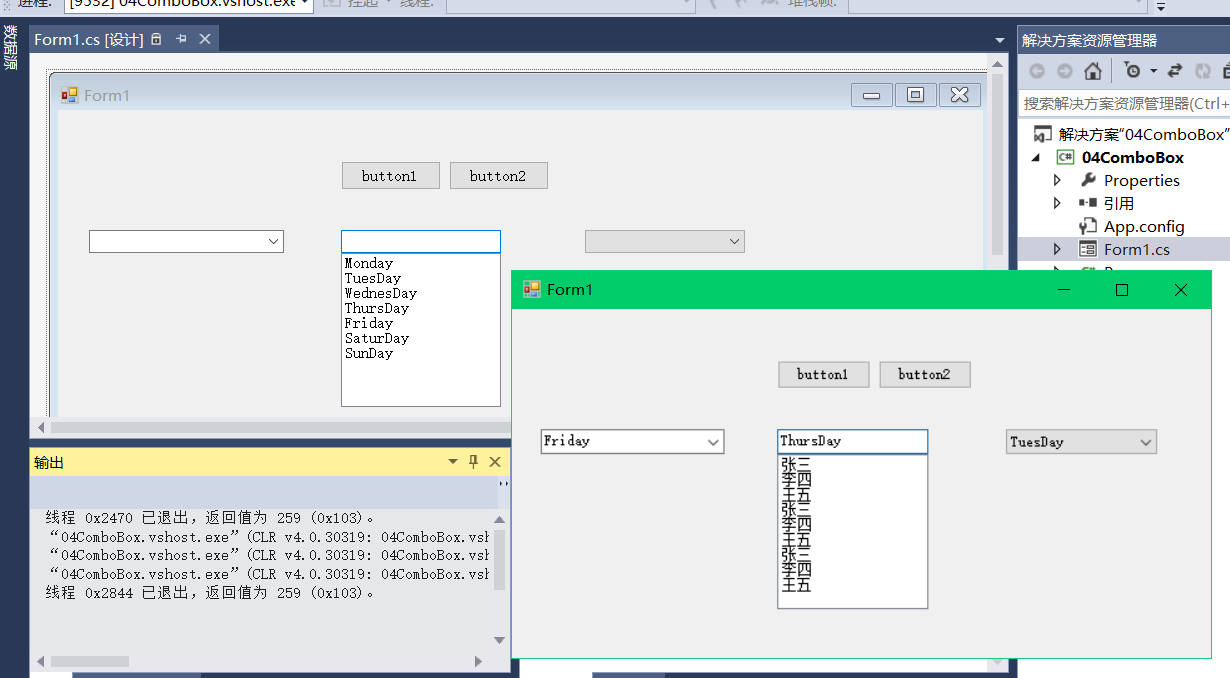 进程: [9532] 04ComboBox.vshost.exe 挂起 线程: 堆栈帧:
数据源
Form1.cs [设计]
Form1
button1 button2
Monday
TuesDay
WednesDay
ThursDay
Friday
SaturDay
SunDay
输出
线程 0x2470 已退出，返回值为 259 (0x103)。
“04ComboBox.vshost.exe”(CLR v4.0.30319: 04ComboBox.vsh
“04ComboBox.vshost.exe”(CLR v4.0.30319: 04ComboBox.vsh
“04ComboBox.vshost.exe”(CLR v4.0.30319: 04ComboBox.vsh
线程 0x2844 已退出，返回值为 259 (0x103)。
解决方案资源管理器
搜索解决方案资源管理器(Ctrl+
解决方案“04ComboBox”
C# 04ComboBox
Properties
引用
App.config
Form1.cs
Form1
button1 button2
Friday ThursDay TuesDay
张三
李四
王五
张三
李四
王五
张三
李四
王五